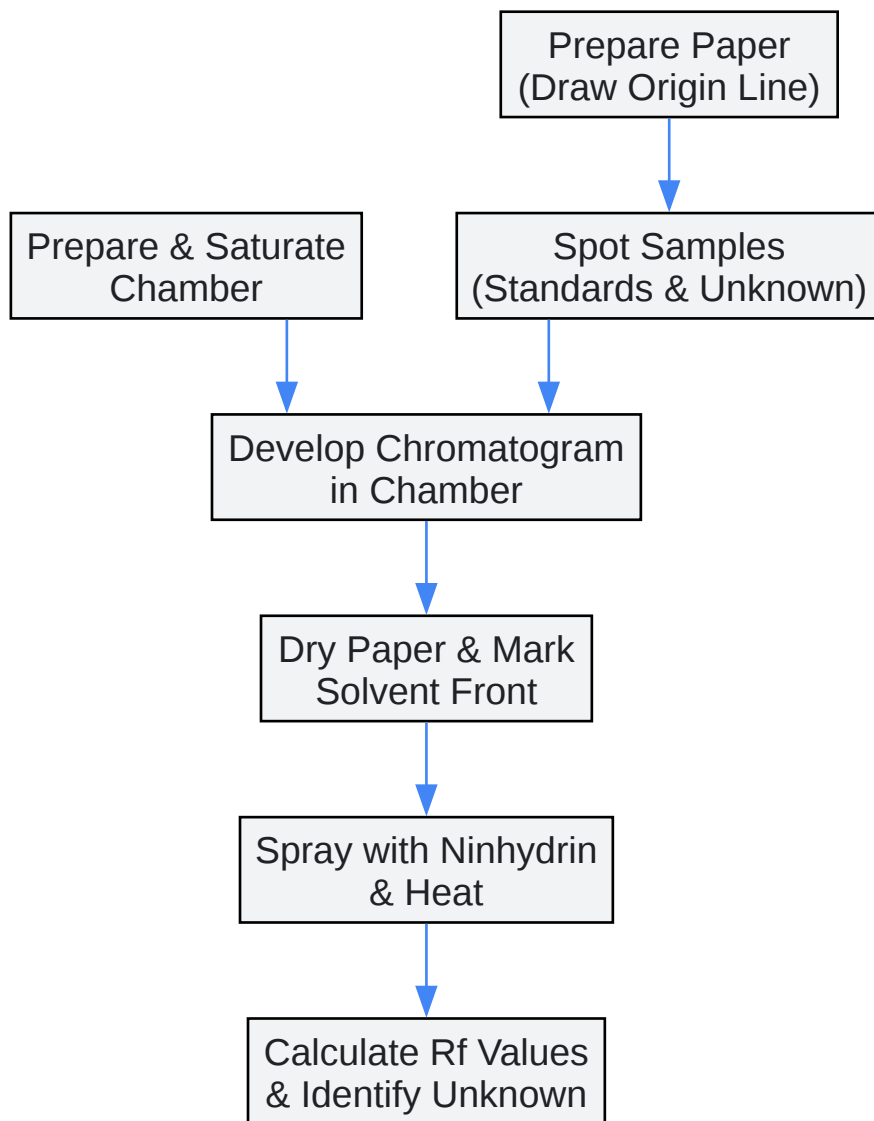 Prepare Paper
(Draw Origin Line)
Prepare & Saturate
Chamber
Spot Samples
(Standards & Unknown)
Develop Chromatogram
in Chamber
Dry Paper & Mark
Solvent Front
Spray with Ninhydrin
& Heat
Calculate Rf Values
& Identify Unknown